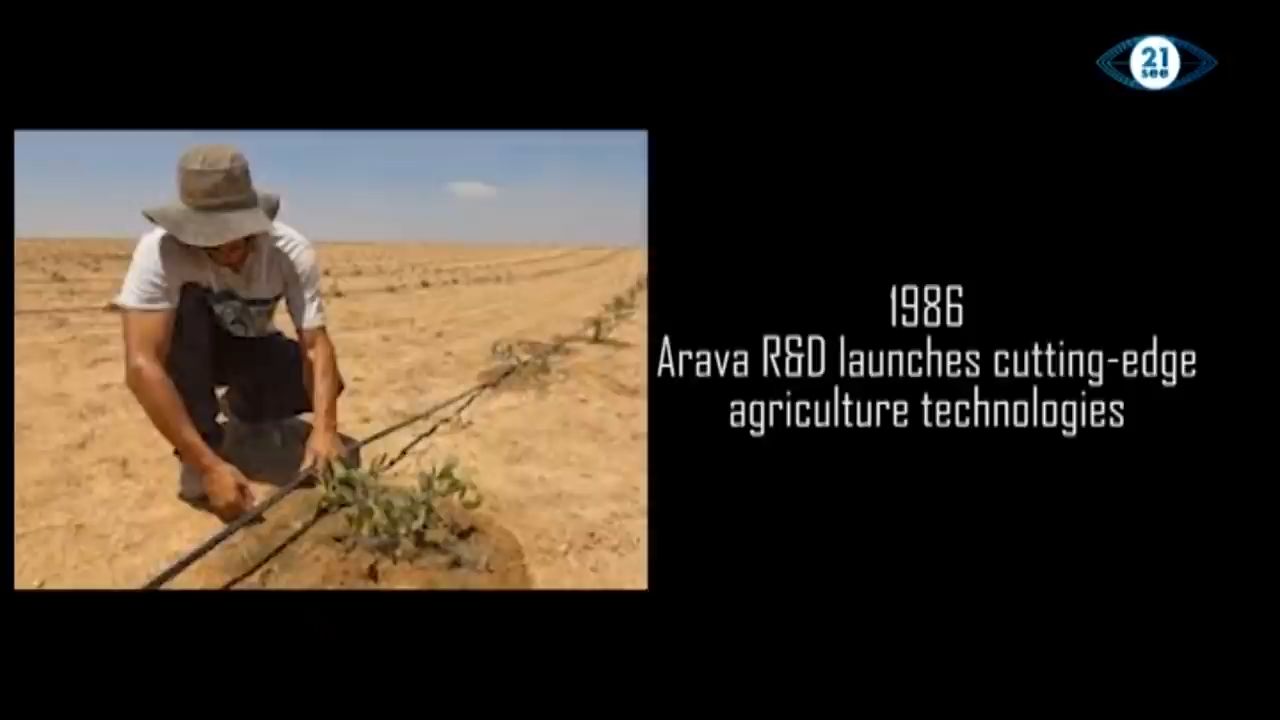 21
see
1986
Arava R&D launches cutting-edge
agriculture technologies